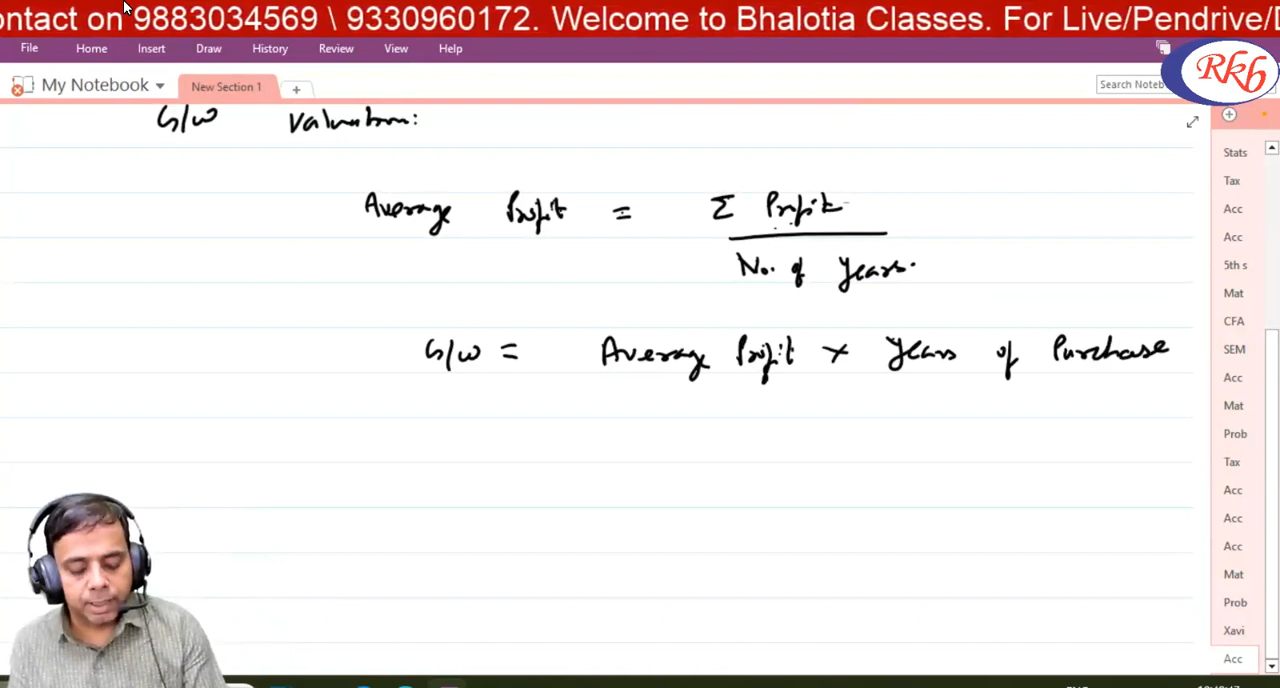 ontact on 9883034569 \ 9330960172. Welcome to Bhalotia Classes. For Live/Pendrive/
File Home Insert Draw History Review View Help
Rkb
My Notebook New Section 1 + Search Noteb
G/W Valuation:
Average Profit = Σ Profit
No. of Years.
G/W = Average Profit × Years of Purchase
Stats
Tax
Acc
Acc
5th s
Mat
CFA
SEM
Acc
Mat
Prob
Tax
Acc
Acc
Acc
Mat
Prob
Xavi
Acc